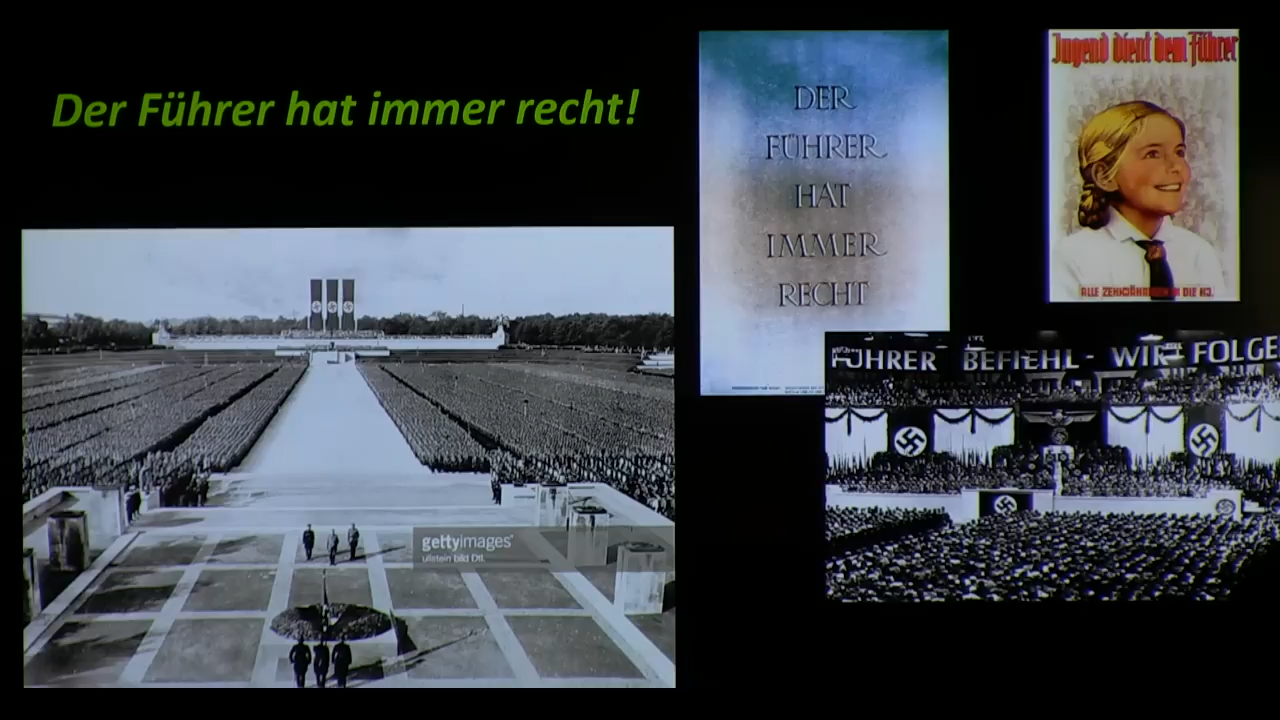 Der Führer hat immer recht!
DER
FÜHRER
HAT
IMMER
RECHT
Jugend dient dem Führer
ALLE ZEHNJÄHRIGEN IN DIE HJ.
FÜHRER BEFIEHL - WIR FOLGE
gettyimages®
ullstein bild Dtl.